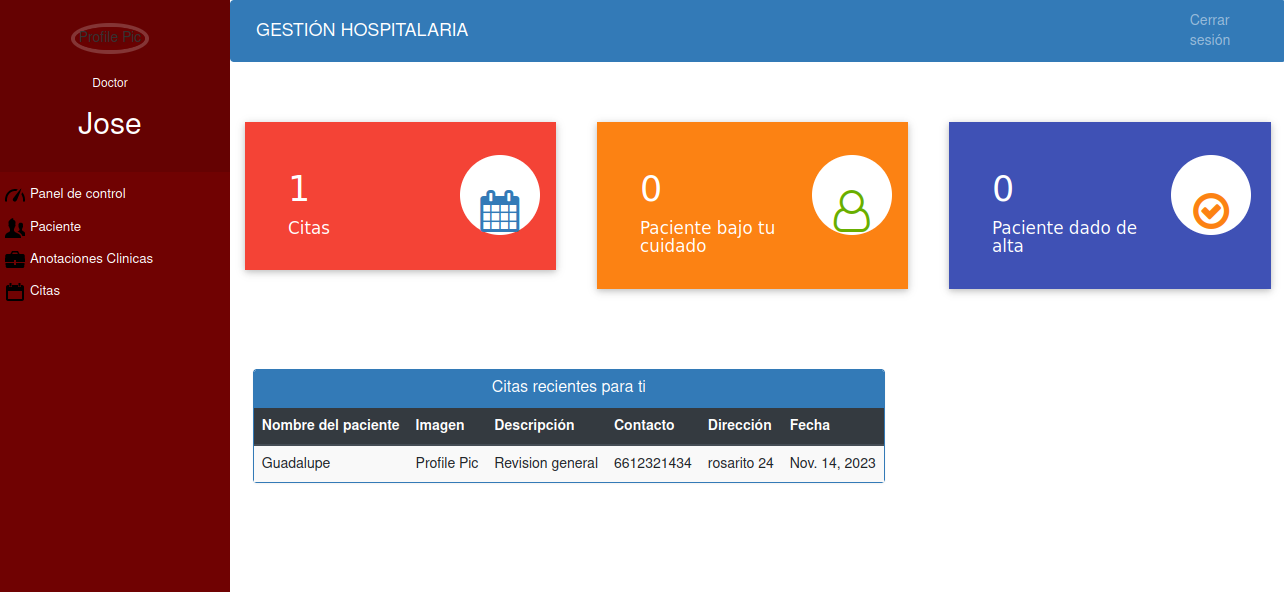 Profile Pic
Doctor
Jose
Panel de control
Paciente
Anotaciones Clinicas
Citas
GESTIÓN HOSPITALARIA
Cerrar
sesión
1
Citas
0
Paciente bajo tu
cuidado
0
Paciente dado de
alta
Citas recientes para ti
Nombre del paciente Imagen Descripción Contacto Dirección Fecha
Guadalupe Profile Pic Revision general 6612321434 rosarito 24 Nov. 14, 2023